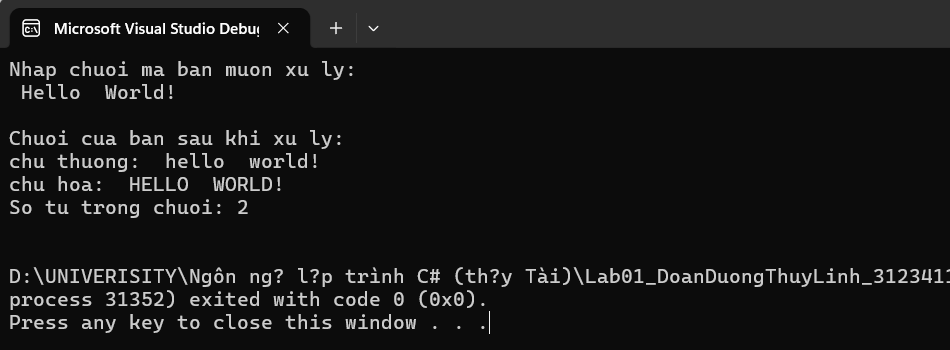 Microsoft Visual Studio Debug
Nhap chuoi ma ban muon xu ly:
 Hello  World!
Chuoi cua ban sau khi xu ly:
chu thuong:  hello  world!
chu hoa:  HELLO  WORLD!
So tu trong chuoi: 2
D:\UNIVERISITY\Ngôn ng? l?p trình C# (th?y Tài)\Lab01_DoanDuongThuyLinh_3123411
process 31352) exited with code 0 (0x0).
Press any key to close this window . . .